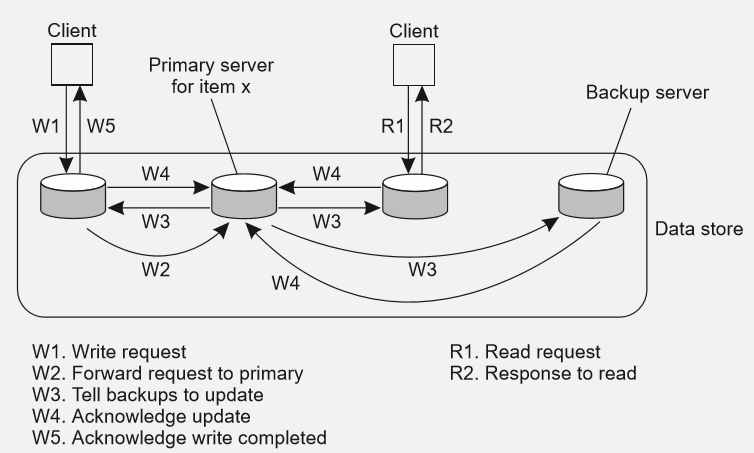 Client
Client
Primary server
for item x
Backup server
W1
W5
R1
R2
W4
W4
W3
W3
Data store
W2
W3
W4
W1. Write request
W2. Forward request to primary
W3. Tell backups to update
W4. Acknowledge update
W5. Acknowledge write completed
R1. Read request
R2. Response to read